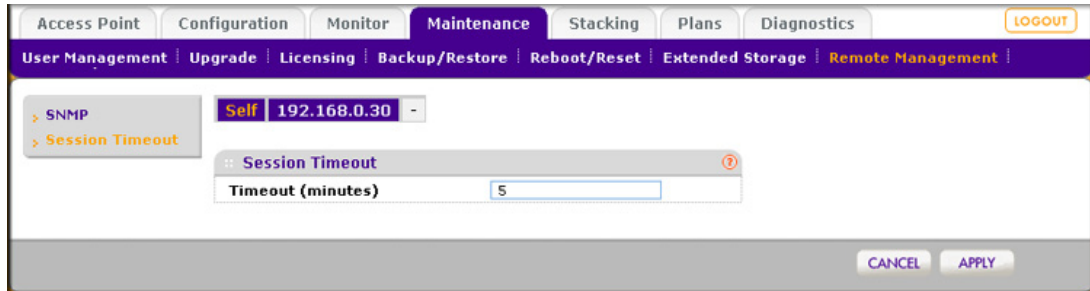 Access Point Configuration Monitor Maintenance Stacking Plans Diagnostics LOGOUT
User Management Upgrade Licensing Backup/Restore Reboot/Reset Extended Storage Remote Management
SNMP
Session Timeout
Self 192.168.0.30 -
Session Timeout ?
Timeout (minutes) 5
CANCEL APPLY